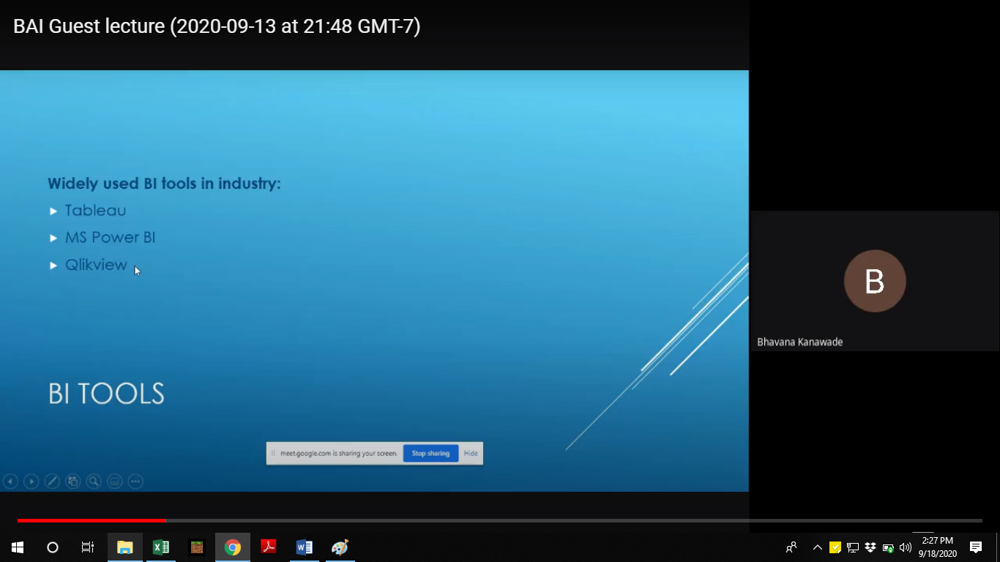 BAI Guest lecture (2020-09-13 at 21:48 GMT-7)
Widely used BI tools in industry:
Tableau
MS Power BI
Qlikview
BI TOOLS
meet.google.com is sharing your screen. Stop sharing Hide
B
Bhavana Kanawade
2:27 PM
9/18/2020